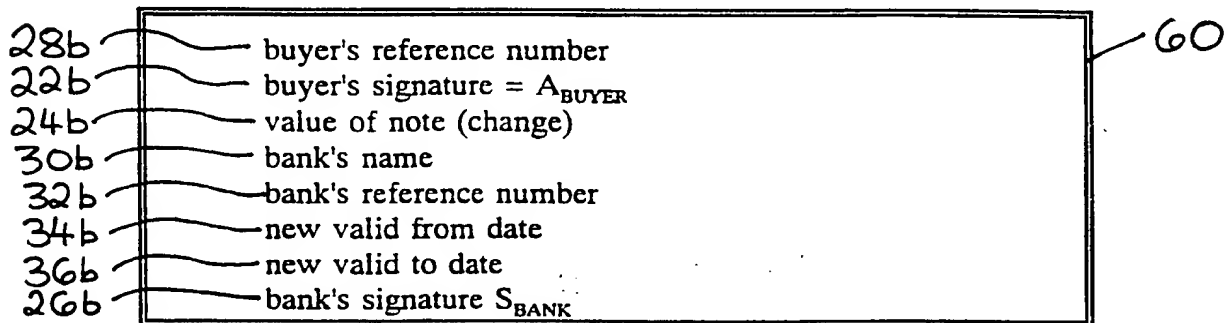 28b buyer's reference number 60
22b buyer's signature = A_BUYER
24b value of note (change)
30b bank's name
32b bank's reference number
34b new valid from date
36b new valid to date
26b bank's signature S_BANK